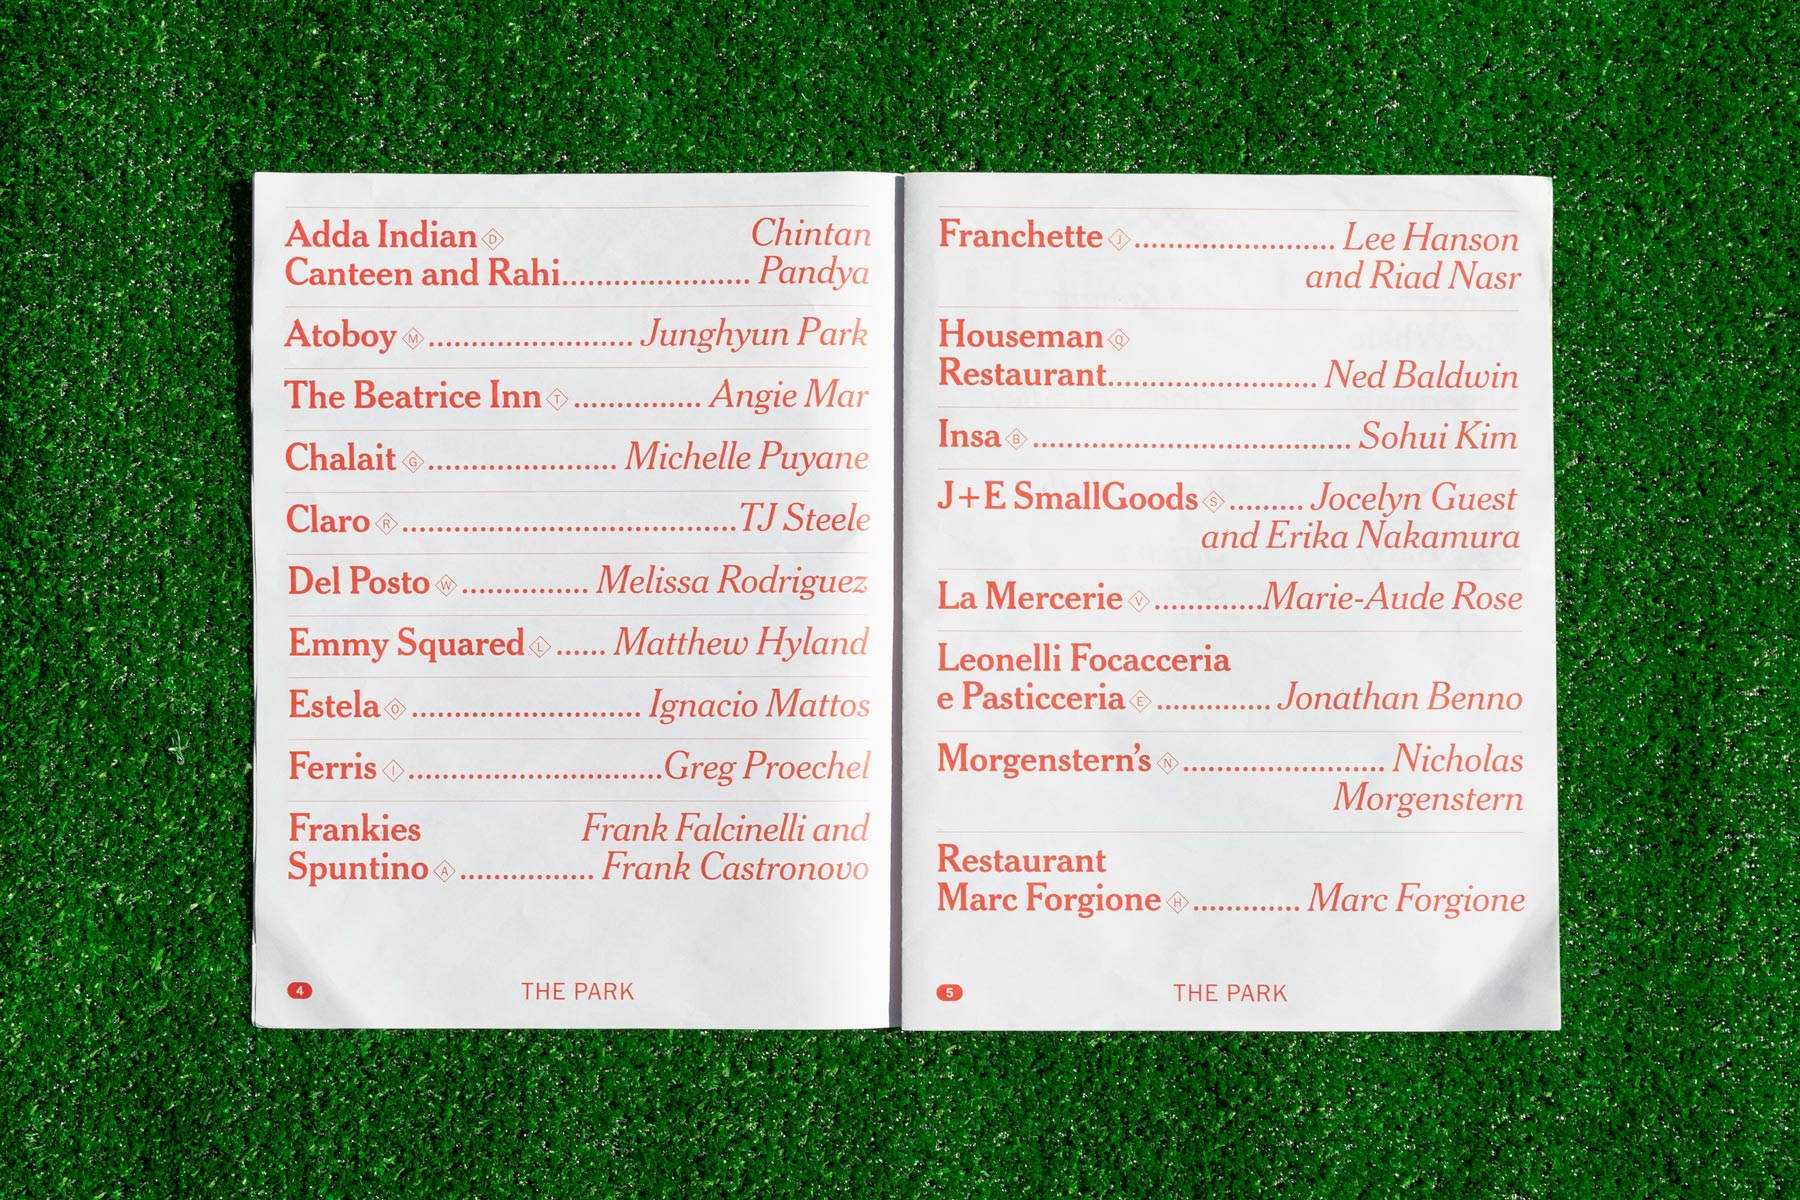 Adda Indian D Chintan
Canteen and Rahi...................... Pandya
Atoboy M ........................ Junghyun Park
The Beatrice Inn T ............... Angie Mar
Chalait G ...................... Michelle Puyane
Claro R .......................................TJ Steele
Del Posto W ............... Melissa Rodriguez
Emmy Squared L ...... Matthew Hyland
Estela O ........................... Ignacio Mattos
Ferris I ..............................Greg Proechel
Frankies Frank Falcinelli and
Spuntino A ................ Frank Castronovo
4 THE PARK
Franchette J ........................ Lee Hanson
and Riad Nasr
Houseman Q
Restaurant......................... Ned Baldwin
Insa B ..................................... Sohui Kim
J+E SmallGoods S ......... Jocelyn Guest
and Erika Nakamura
La Mercerie V .............Marie-Aude Rose
Leonelli Focacceria
e Pasticceria E ............. Jonathan Benno
Morgenstern’s N ........................ Nicholas
Morgenstern
Restaurant
Marc Forgione H ............. Marc Forgione
5 THE PARK